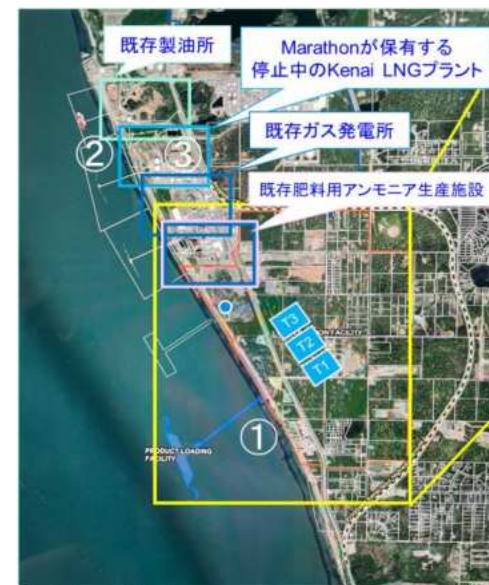 既存製油所
Marathonが保有する
停止中のKenai LNGプラント
②
③
既存ガス発電所
既存肥料用アンモニア生産施設
T3
T2
T1
FACILITY
①
PRODUCT LOADING
FACILITY